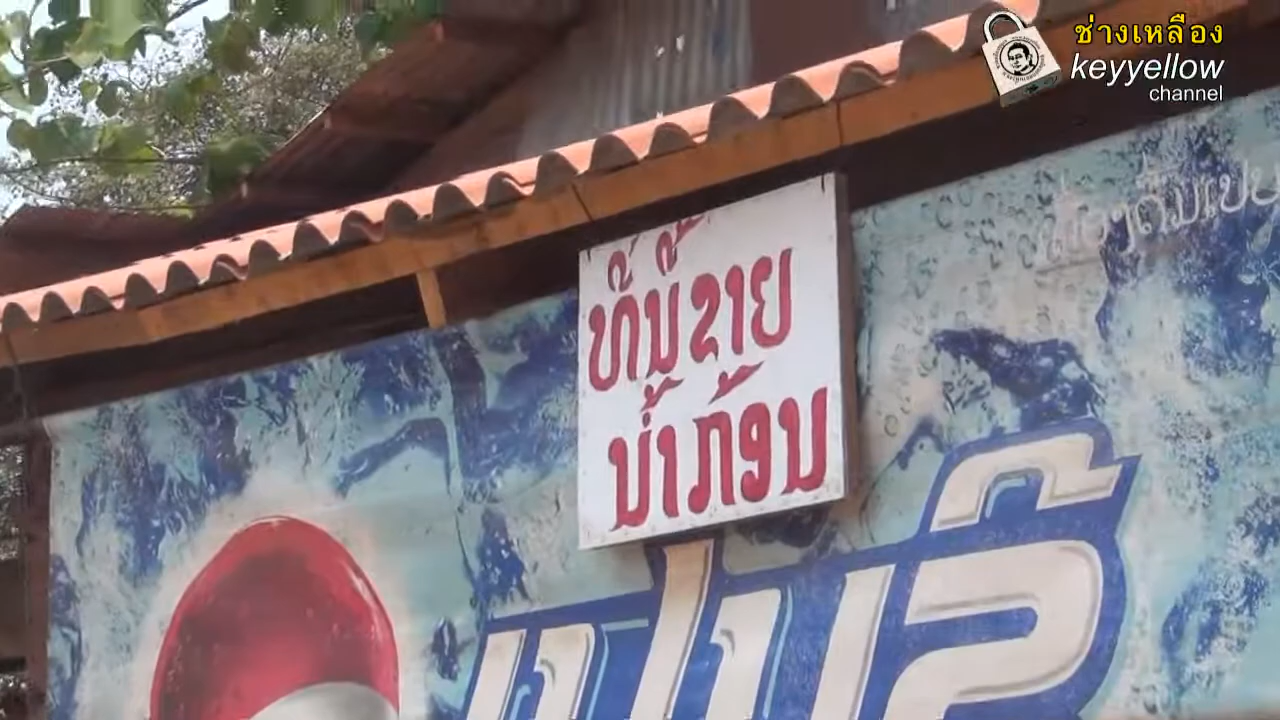 ช่างเหลือง
keyyellow
channel
ທີ່ນີ້ຂາຍ
ນ້ຳກ້ອນ
ເປບຊີ